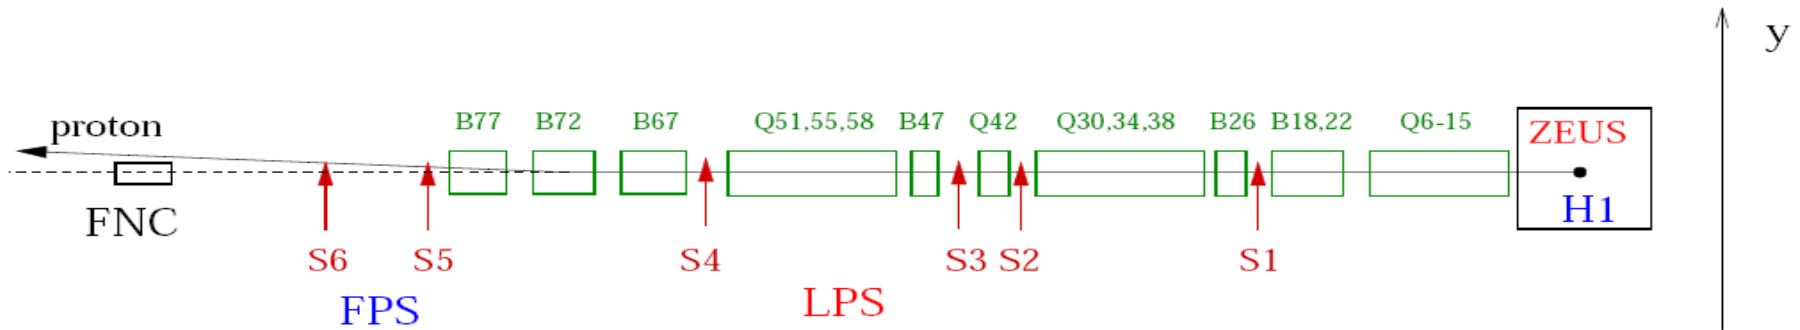 y
proton
B77 B72 B67 Q51,55,58 B47 Q42 Q30,34,38 B26 B18,22 Q6-15
ZEUS
H1
FNC
S6 S5 S4 S3 S2 S1
FPS LPS